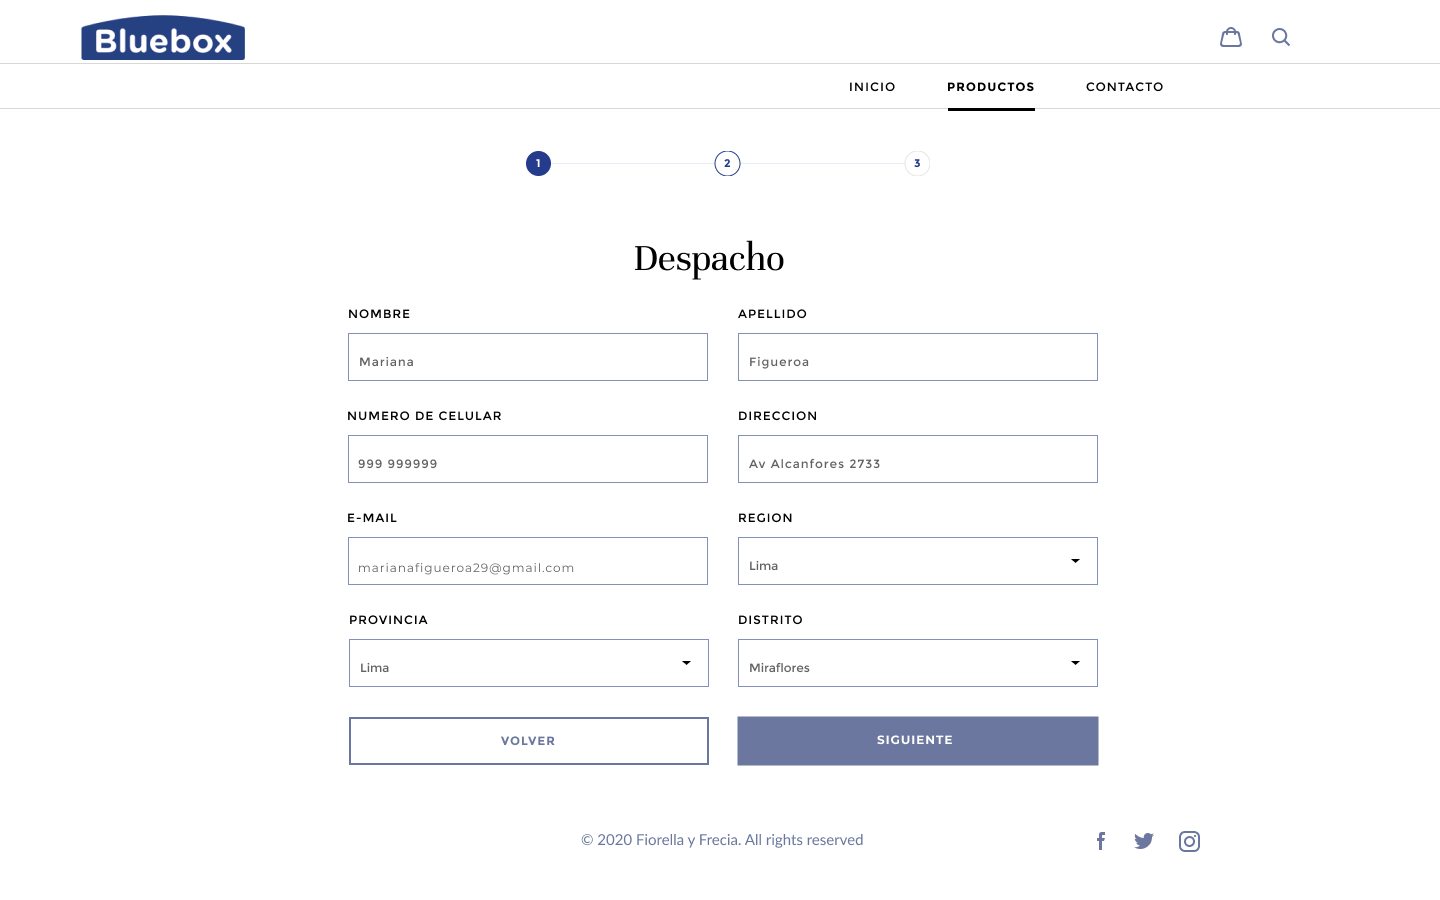 Bluebox
INICIO PRODUCTOS CONTACTO
1 2 3
Despacho
NOMBRE APELLIDO
Mariana Figueroa
NUMERO DE CELULAR DIRECCION
999 999999 Av Alcanfores 2733
E-MAIL REGION
marianafigueroa29@gmail.com Lima
PROVINCIA DISTRITO
Lima Miraflores
VOLVER SIGUIENTE
© 2020 Fiorella y Frecia. All rights reserved